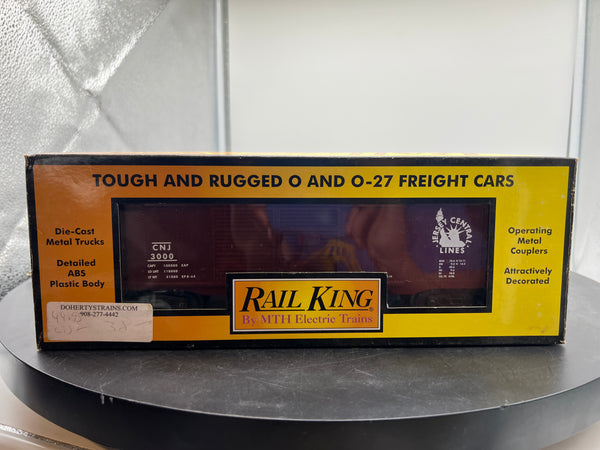 TOUGH AND RUGGED O AND O-27 FREIGHT CARS
Die-Cast
Metal Trucks
Detailed
ABS
Plastic Body
CNJ
3000
JERSEY CENTRAL
LINES
Operating
Metal
Couplers
Attractively
Decorated
RAIL KING®
By MTH Electric Trains
DOHERTYSTRAINS.COM
908-277-4442